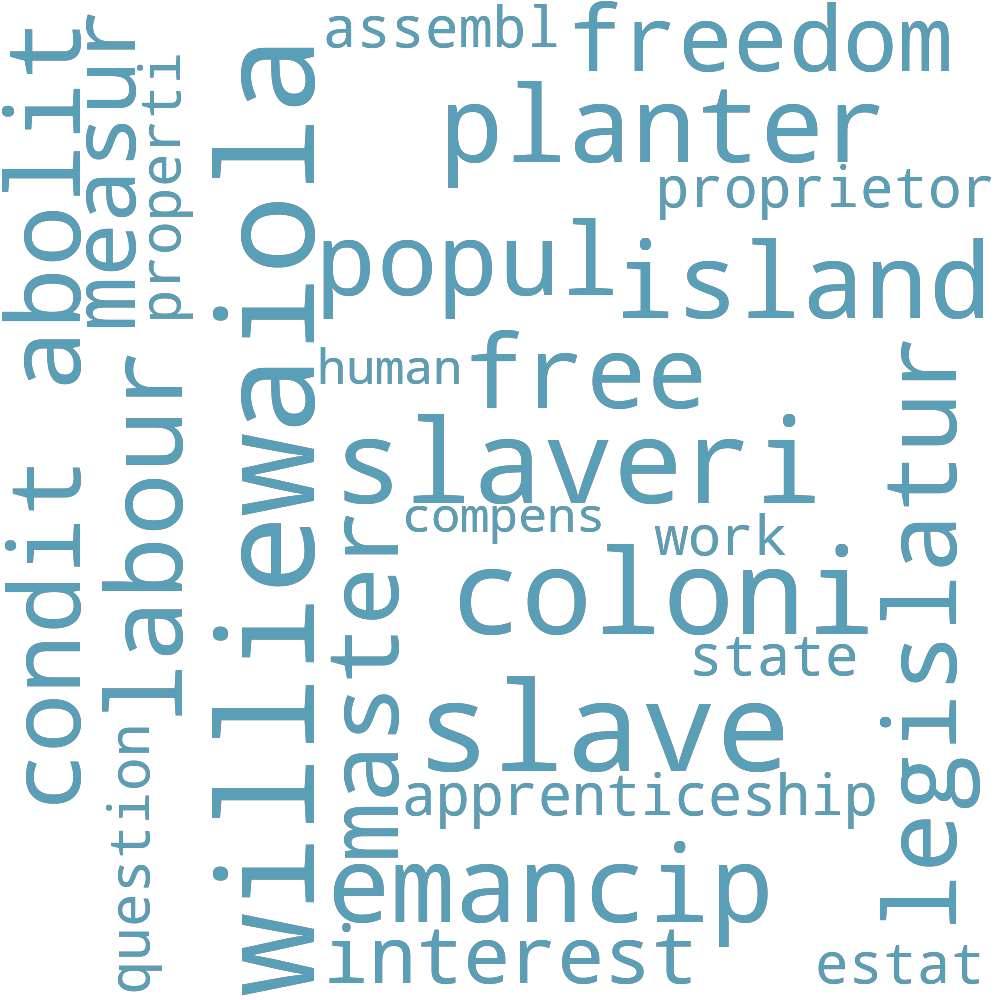 assembl
freedom
planter
proprietor
popul
island
human
free
slaveri
compens
work
coloni
state
slave
apprenticeship
emancip
interest
estat
abolit
measur
properti
williewaiola
condit
labour
master
legislatur
question